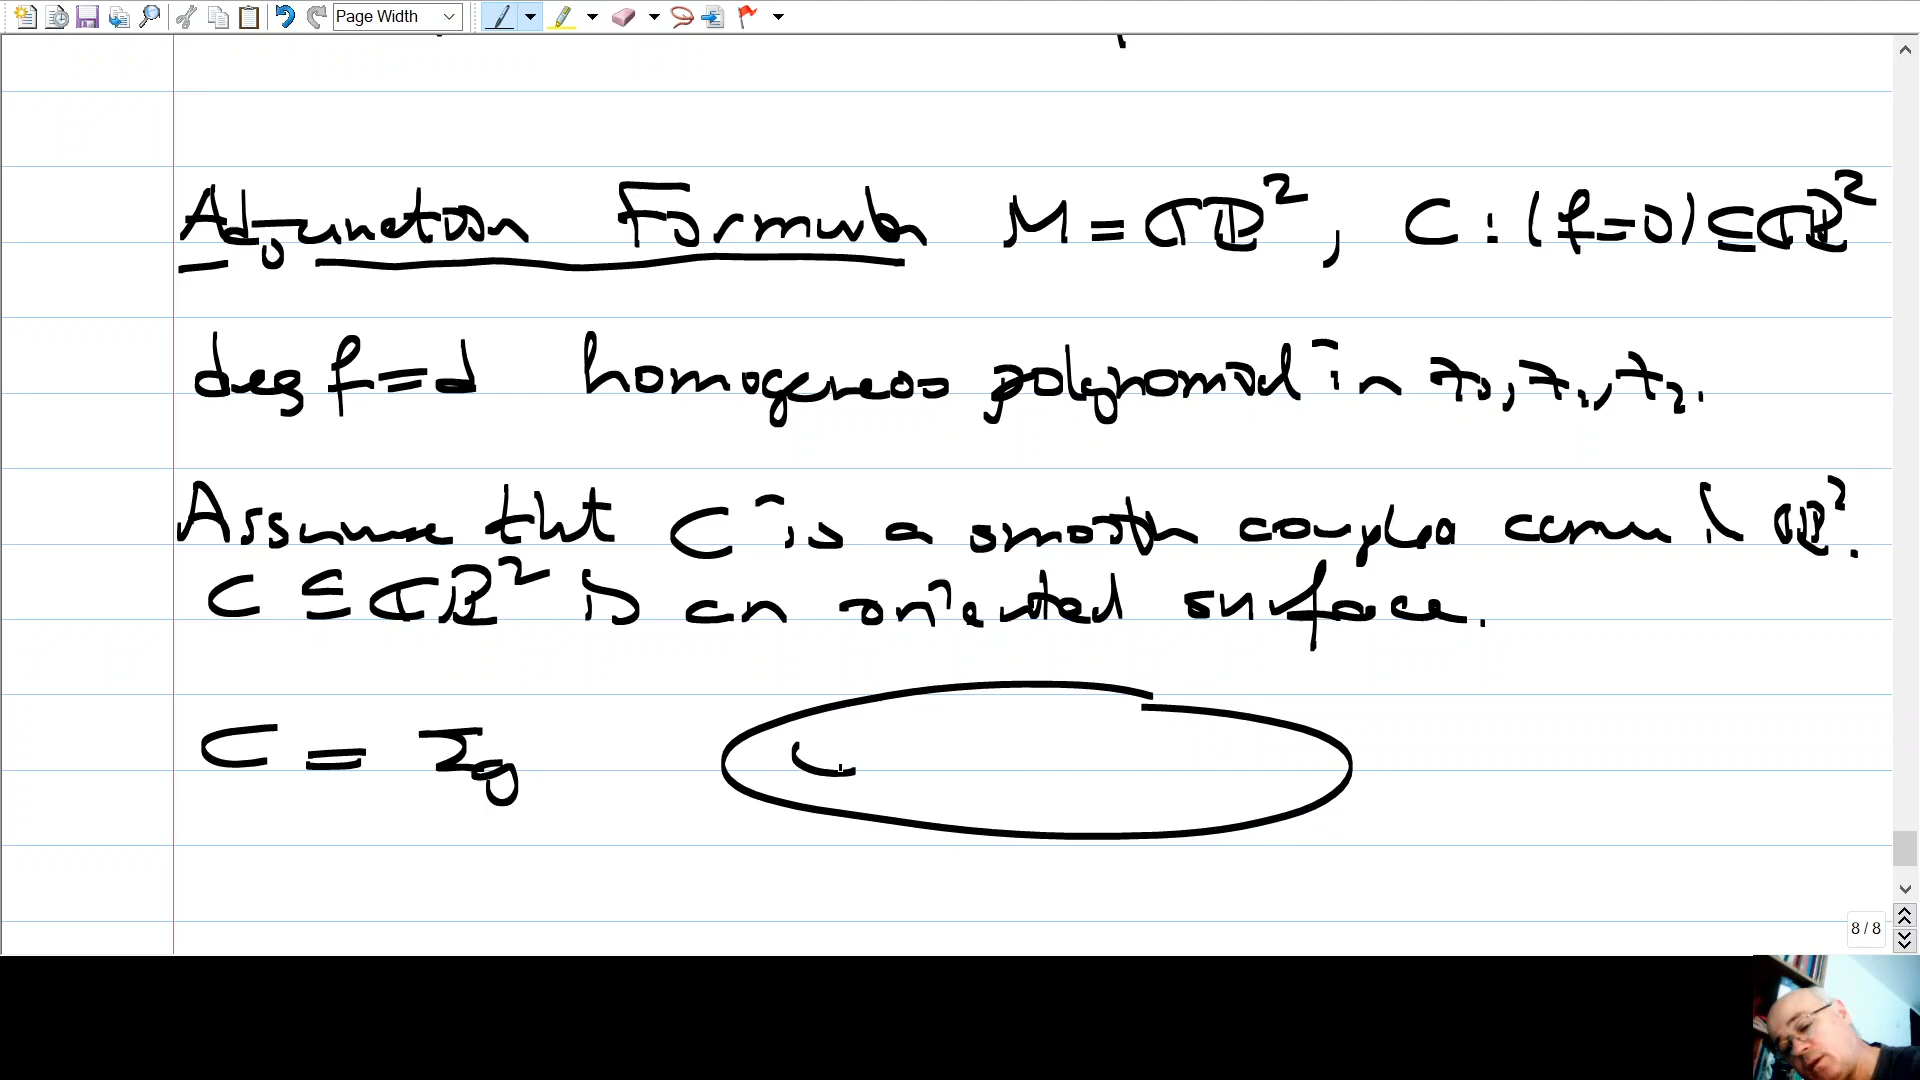 Page Width
Adjunction Formula M = ℂℙ², C : (f=0) ⊆ ℂℙ²
deg f = d homogeneous polynomial in z₀, z₁, z₂.
Assume tht C is a smooth complex curve in ℂℙ².
C ⊆ ℂℙ² is an oriented surface.
C = Σg
8 / 8